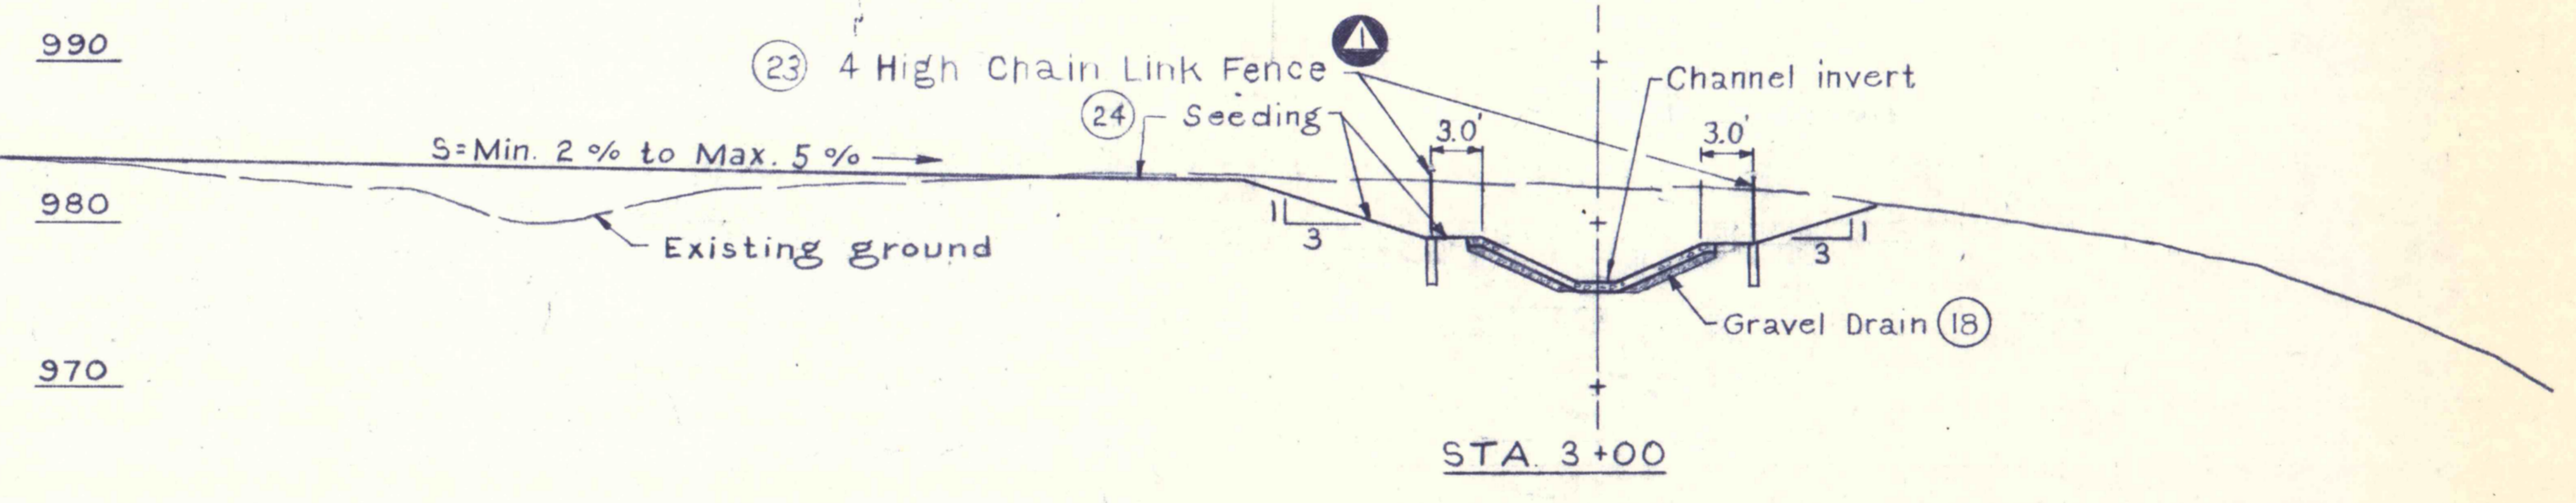 990
23 4 High Chain Link Fence 1
Channel invert
24 Seeding
3.0'
3.0'
S=Min. 2 % to Max. 5 %
980
1
3
1
3
Existing ground
Gravel Drain 18
970
STA. 3+00